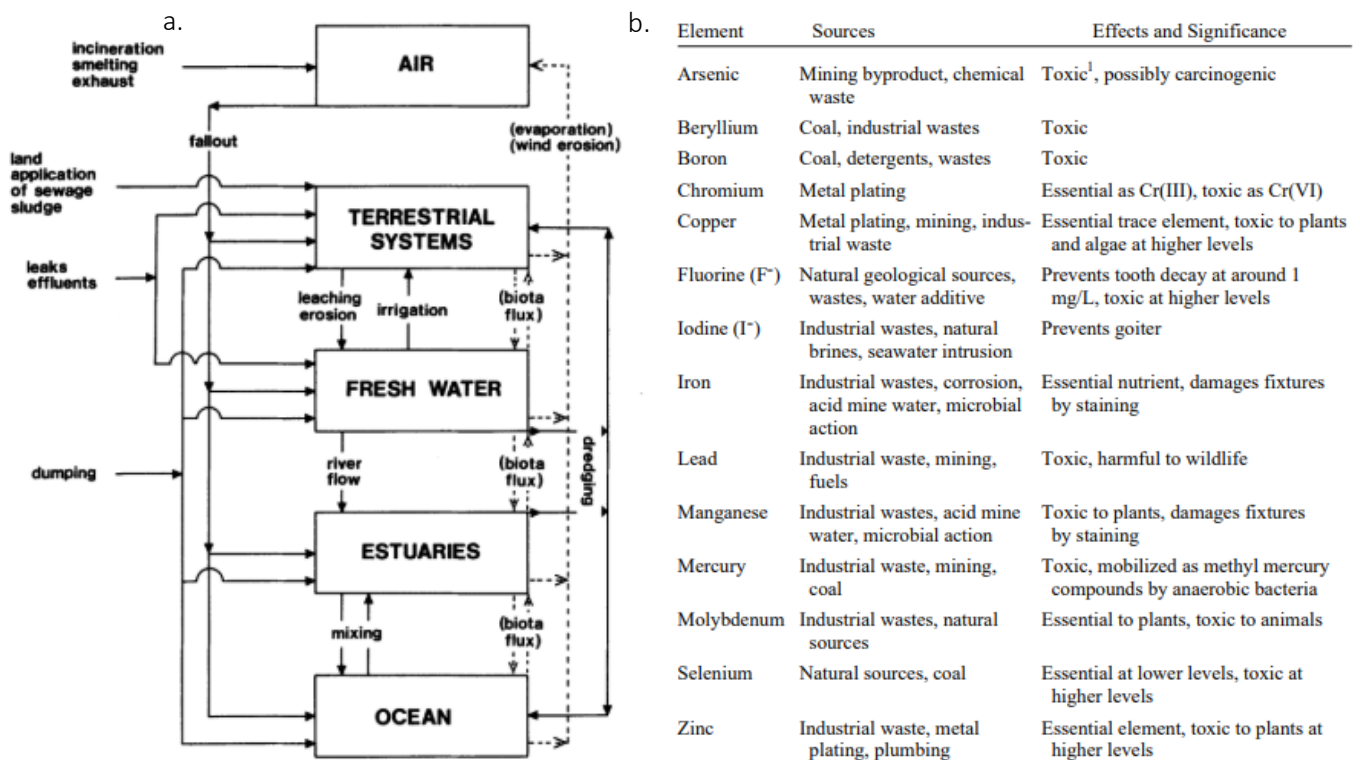 a.
incineration
smelting
exhaust
AIR
fallout
(evaporation)
(wind erosion)
land
application
of sewage
sludge
TERRESTRIAL
SYSTEMS
leaks
effluents
leaching
erosion
irrigation
(biota
flux)
FRESH WATER
dumping
river
flow
(biota
flux)
dredging
ESTUARIES
mixing
(biota
flux)
OCEAN
b.
Element Sources Effects and Significance
Arsenic Mining byproduct, chemical Toxic¹, possibly carcinogenic
waste
Beryllium Coal, industrial wastes Toxic
Boron Coal, detergents, wastes Toxic
Chromium Metal plating Essential as Cr(III), toxic as Cr(VI)
Copper Metal plating, mining, indus- Essential trace element, toxic to plants
trial waste and algae at higher levels
Fluorine (F⁻) Natural geological sources, Prevents tooth decay at around 1
wastes, water additive mg/L, toxic at higher levels
Iodine (I⁻) Industrial wastes, natural Prevents goiter
brines, seawater intrusion
Iron Industrial wastes, corrosion, Essential nutrient, damages fixtures
acid mine water, microbial by staining
action
Lead Industrial waste, mining, Toxic, harmful to wildlife
fuels
Manganese Industrial wastes, acid mine Toxic to plants, damages fixtures
water, microbial action by staining
Mercury Industrial waste, mining, Toxic, mobilized as methyl mercury
coal compounds by anaerobic bacteria
Molybdenum Industrial wastes, natural Essential to plants, toxic to animals
sources
Selenium Natural sources, coal Essential at lower levels, toxic at
higher levels
Zinc Industrial waste, metal Essential element, toxic to plants at
plating, plumbing higher levels